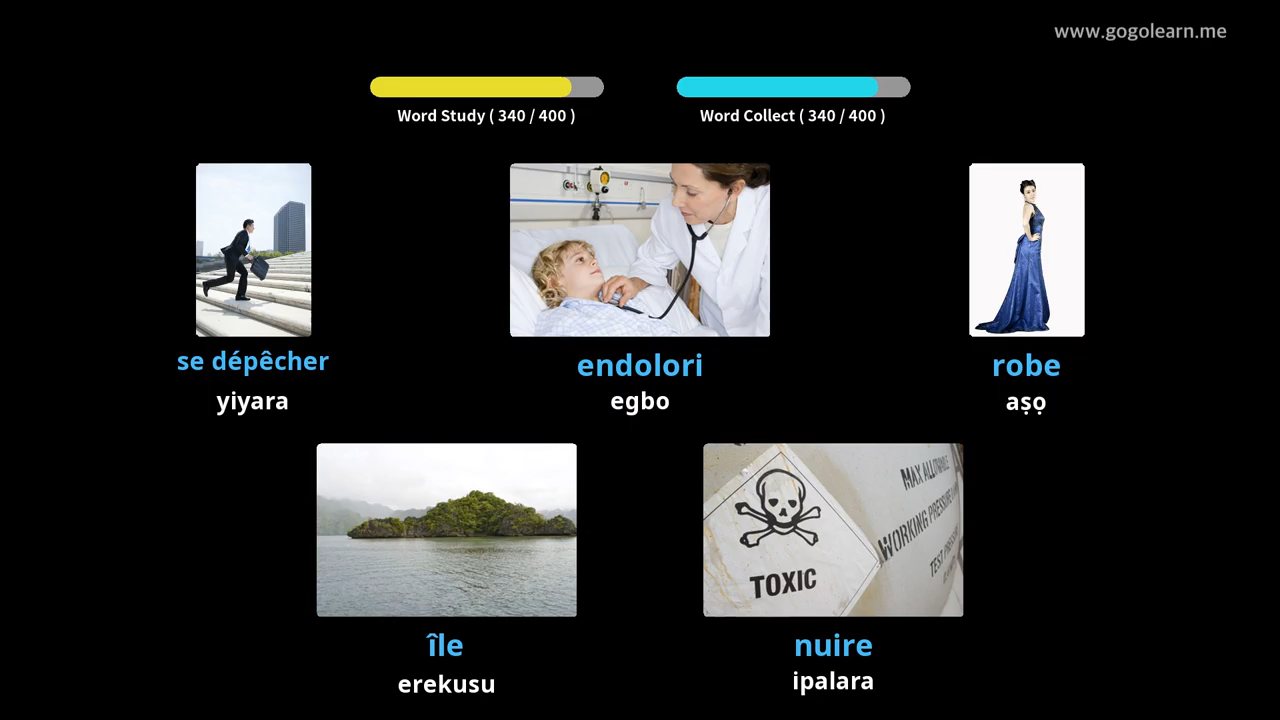 www.gogolearn.me
Word Study ( 340 / 400 )
Word Collect ( 340 / 400 )
se dépêcher
yiyara
endolori
egbo
robe
aṣọ
TOXIC
MAX ALLOWABLE
WORKING PRESSURE
île
erekusu
nuire
ipalara